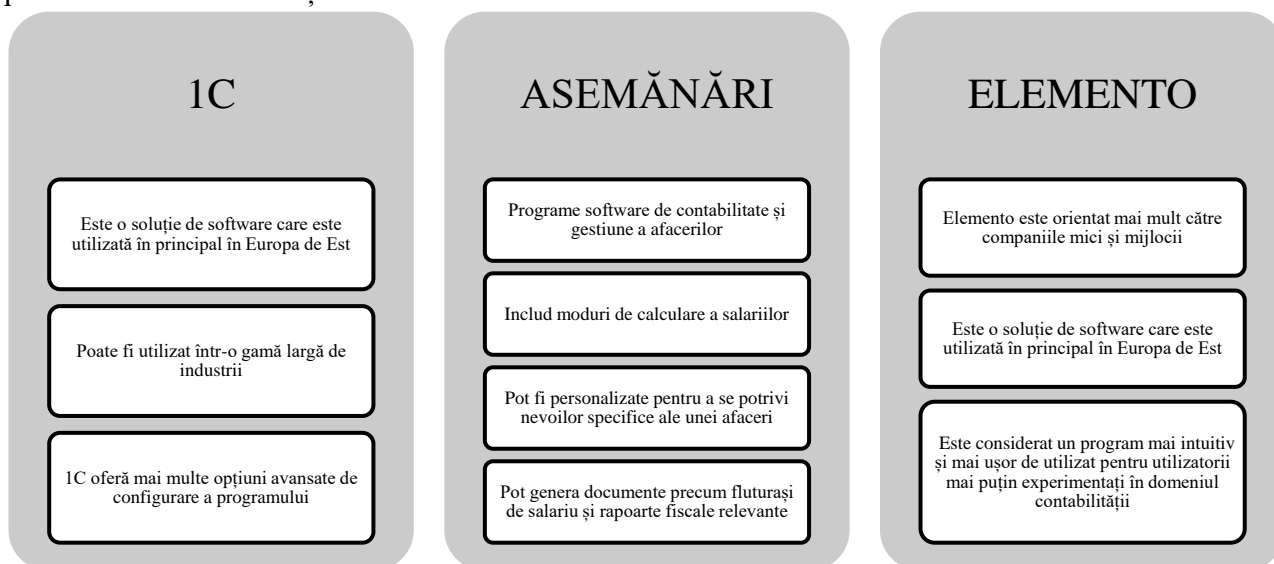 1C
Este o soluție de software care este
utilizată în principal în Europa de Est
Poate fi utilizat într-o gamă largă de
industrii
1C oferă mai multe opțiuni avansate de
configurare a programului
ASEMĂNĂRI
Programe software de contabilitate și
gestiune a afacerilor
Includ moduri de calculare a salariilor
Pot fi personalizate pentru a se potrivi
nevoilor specifice ale unei afaceri
Pot genera documente precum fluturași
de salariu și rapoarte fiscale relevante
ELEMENTO
Elemento este orientat mai mult către
companiile mici și mijlocii
Este o soluție de software care este
utilizată în principal în Europa de Est
Este considerat un program mai intuitiv
și mai ușor de utilizat pentru utilizatorii
mai puțin experimentați în domeniul
contabilității